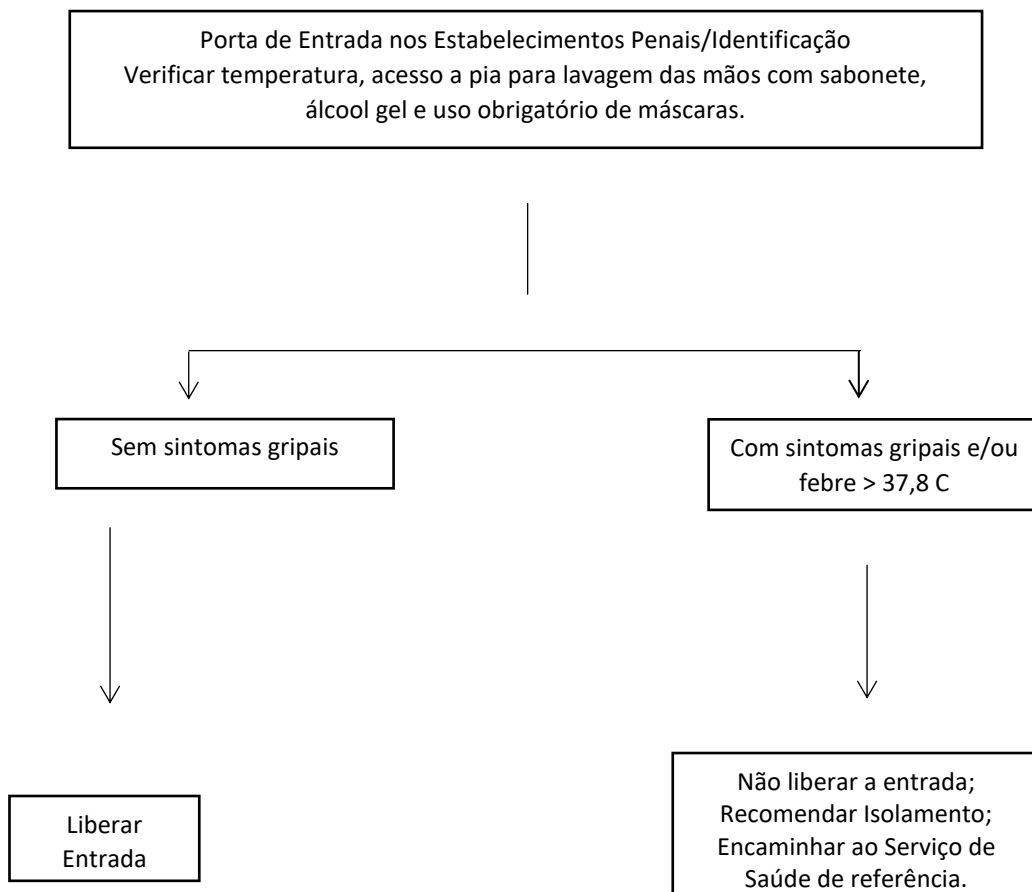 Porta de Entrada nos Estabelecimentos Penais/Identificação
Verificar temperatura, acesso a pia para lavagem das mãos com sabonete,
álcool gel e uso obrigatório de máscaras.
Sem sintomas gripais
Com sintomas gripais e/ou
febre > 37,8 C
Liberar
Entrada
Não liberar a entrada;
Recomendar Isolamento;
Encaminhar ao Serviço de
Saúde de referência.